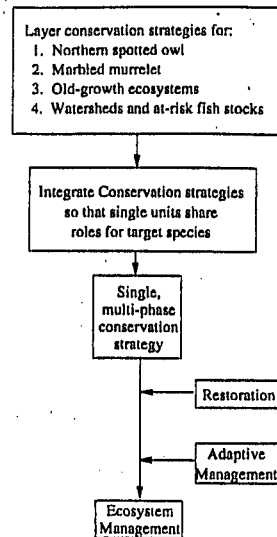 Layer conservation strategies for:
1. Northern spotted owl
2. Marbled murrelet
3. Old-growth ecosystems
4. Watersheds and at-risk fish stocks
Integrate Conservation strategies
so that single units share
roles for target species
Single,
multi-phase
conservation
strategy
Restoration
Adaptive
Management
Ecosystem
Management